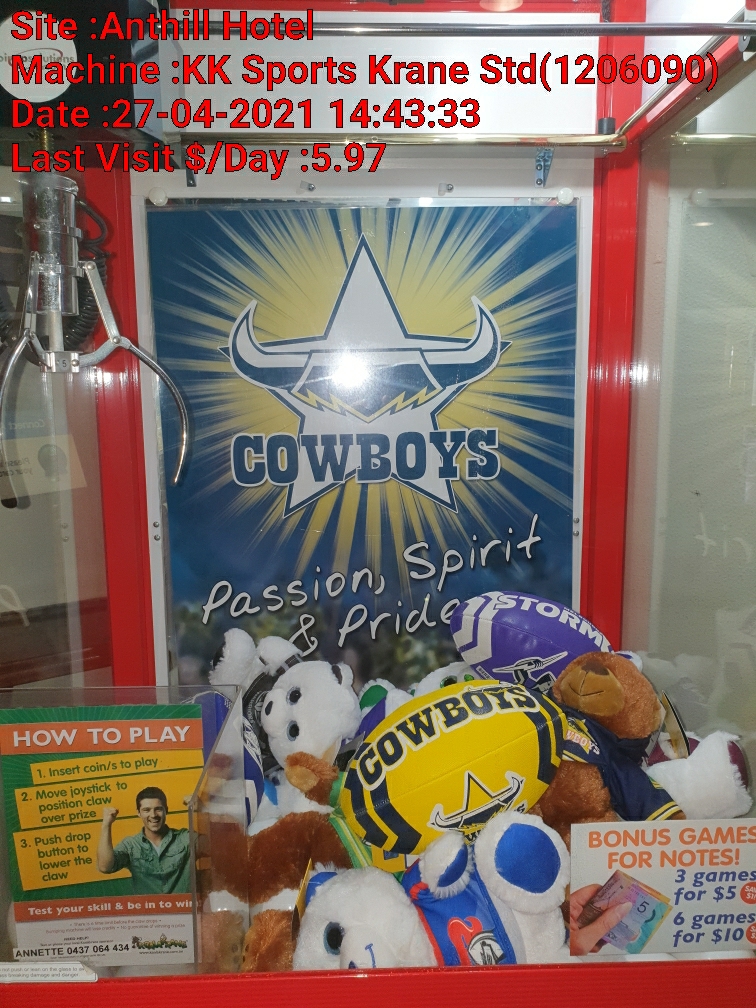 Site :Anthill Hotel
Machine :KK Sports Krane Std(1206090)
Date :27-04-2021 14:43:33
Last Visit $/Day :5.97
COWBOYS
Passion, Spirit
& Pride
STORM
COWBOYS
HOW TO PLAY
1. Insert coin/s to play
2. Move joystick to
position claw
over prize
3. Push drop
button to
lower the
claw
Test your skill & be in to win
NEED HELP?
ANNETTE 0437 064 434
BONUS GAMES
FOR NOTES!
3 games
for $5
6 games
for $10